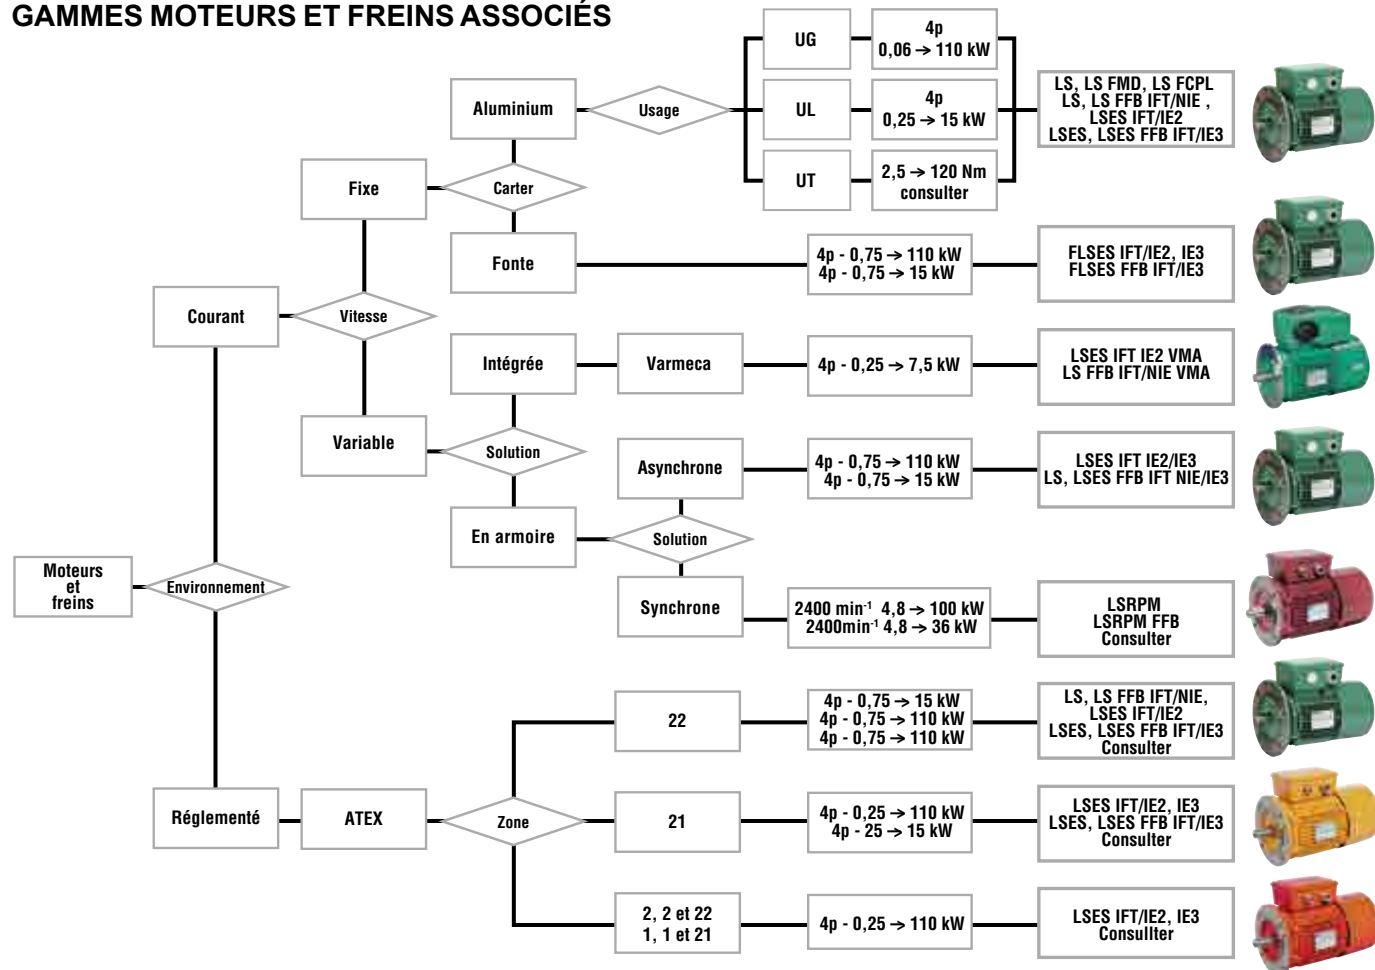 GAMMES MOTEURS ET FREINS ASSOCIÉS
UG
4p
0,06 → 110 kW
Aluminium
Usage
UL
4p
0,25 → 15 kW
LS, LS FMD, LS FCPL
LS, LS FFB IFT/NIE ,
LSES IFT/IE2
LSES, LSES FFB IFT/IE3
Fixe
Carter
UT
2,5 → 120 Nm
consulter
Fonte
4p - 0,75 → 110 kW
4p - 0,75 → 15 kW
FLSES IFT/IE2, IE3
FLSES FFB IFT/IE3
Courant
Vitesse
Intégrée
Varmeca
4p - 0,25 → 7,5 kW
LSES IFT IE2 VMA
LS FFB IFT/NIE VMA
Variable
Solution
Asynchrone
4p - 0,75 → 110 kW
4p - 0,75 → 15 kW
LSES IFT IE2/IE3
LS, LSES FFB IFT NIE/IE3
En armoire
Solution
Moteurs
et
freins
Environnement
Synchrone
2400 min⁻¹ 4,8 → 100 kW
2400min⁻¹ 4,8 → 36 kW
LSRPM
LSRPM FFB
Consulter
22
4p - 0,75 → 15 kW
4p - 0,75 → 110 kW
4p - 0,75 → 110 kW
LS, LS FFB IFT/NIE,
LSES IFT/IE2
LSES, LSES FFB IFT/IE3
Consulter
Réglementé
ATEX
Zone
21
4p - 0,25 → 110 kW
4p - 25 → 15 kW
LSES IFT/IE2, IE3
LSES, LSES FFB IFT/IE3
Consulter
2, 2 et 22
1, 1 et 21
4p - 0,25 → 110 kW
LSES IFT/IE2, IE3
Consullter